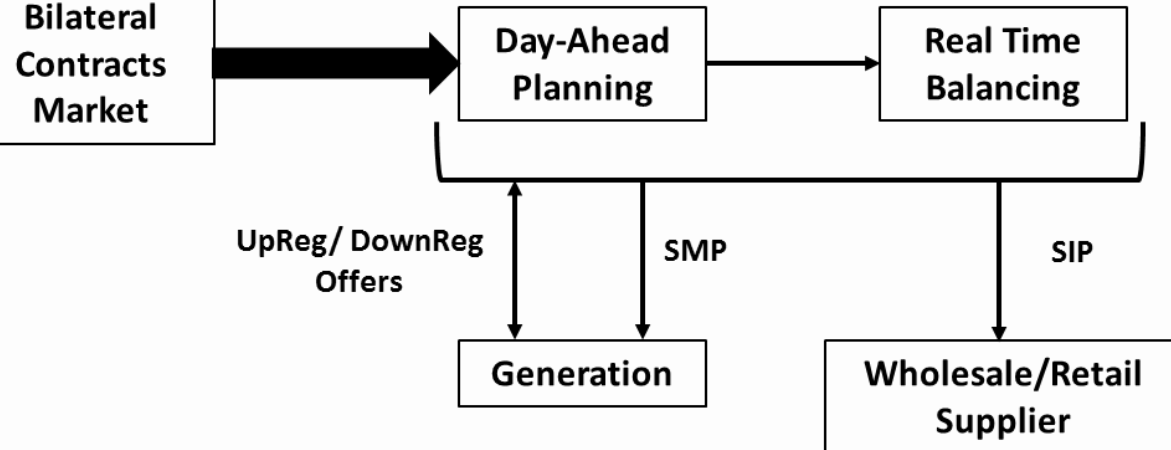 Bilateral
Contracts
Market
Day-Ahead
Planning
Real Time
Balancing
UpReg/ DownReg
Offers
SMP
SIP
Generation
Wholesale/Retail
Supplier